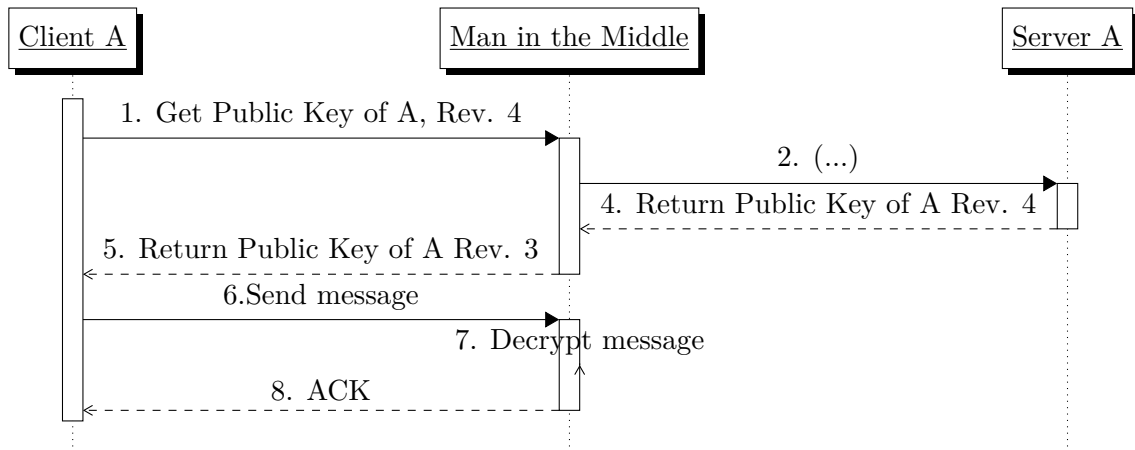 Client A
Man in the Middle
Server A
1. Get Public Key of A, Rev. 4
2. (...)
4. Return Public Key of A Rev. 4
5. Return Public Key of A Rev. 3
6.Send message
7. Decrypt message
8. ACK